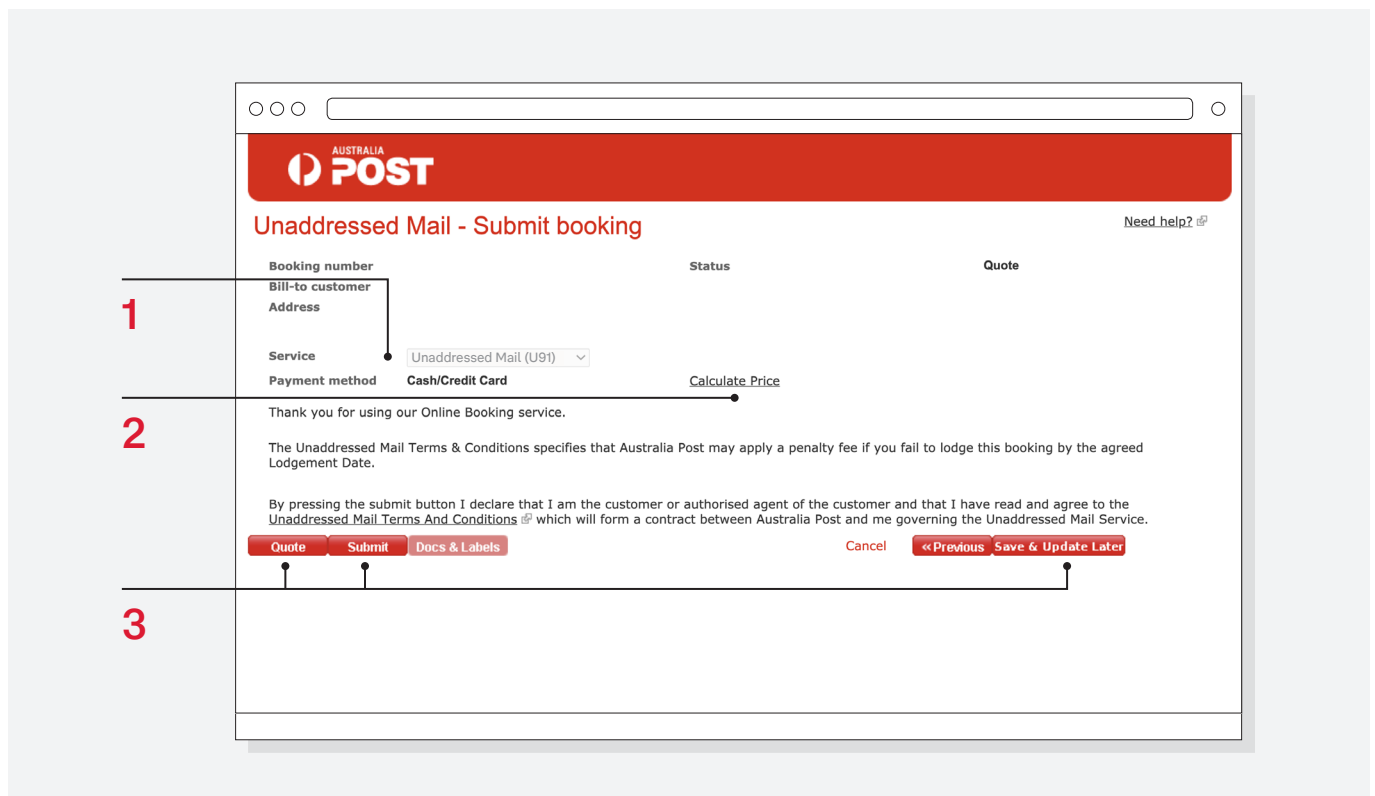 AUSTRALIA
POST
Unaddressed Mail - Submit booking
Need help?
Booking number
Status
Quote
Bill-to customer
1
Address
Service
Unaddressed Mail (U91)
Payment method
Cash/Credit Card
Calculate Price
2
Thank you for using our Online Booking service.
The Unaddressed Mail Terms & Conditions specifies that Australia Post may apply a penalty fee if you fail to lodge this booking by the agreed
Lodgement Date.
By pressing the submit button I declare that I am the customer or authorised agent of the customer and that I have read and agree to the
Unaddressed Mail Terms And Conditions which will form a contract between Australia Post and me governing the Unaddressed Mail Service.
Quote
Submit
Docs & Labels
Cancel
«Previous
Save & Update Later
3